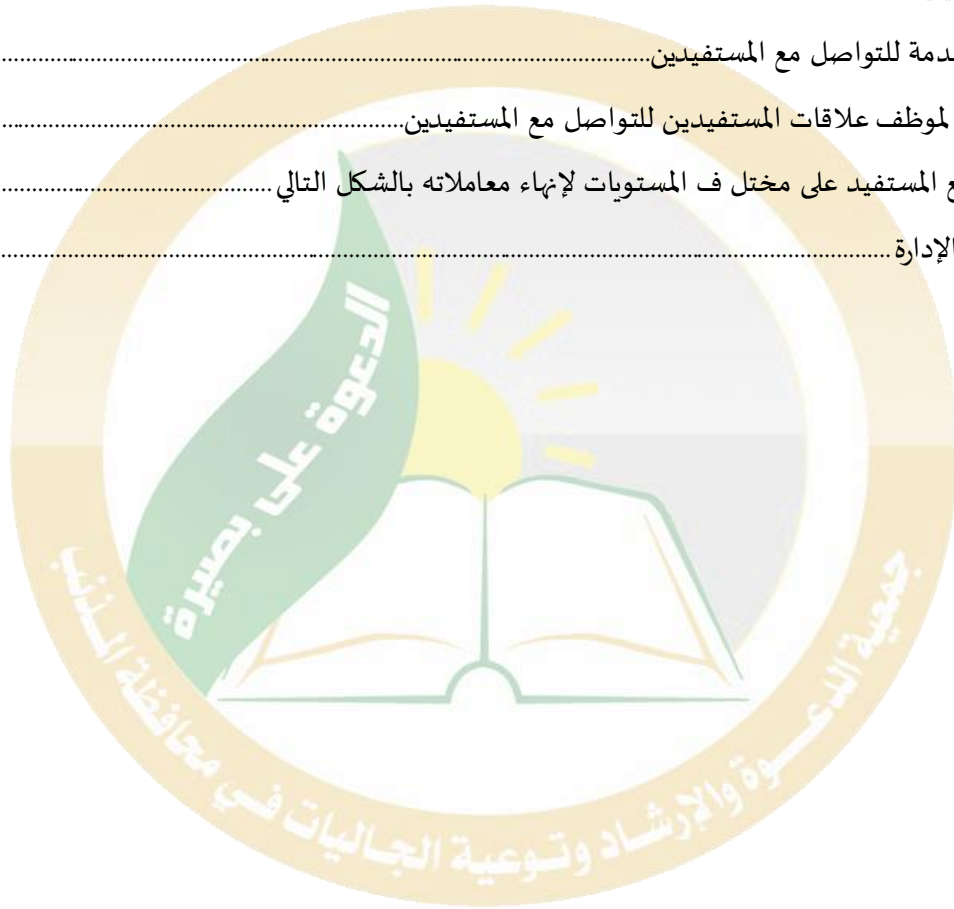 دمة للتواصل مع المستفيدين
لموظف علاقات المستفيدين للتواصل مع المستفيدين
ع المستفيد على مختل ف المستويات لإنهاء معاملاته بالشكل التالي
الإدارة
الدعوة على بصيرة
جمعية الدعوة والإرشاد وتوعية الجاليات في محافظة المذنب